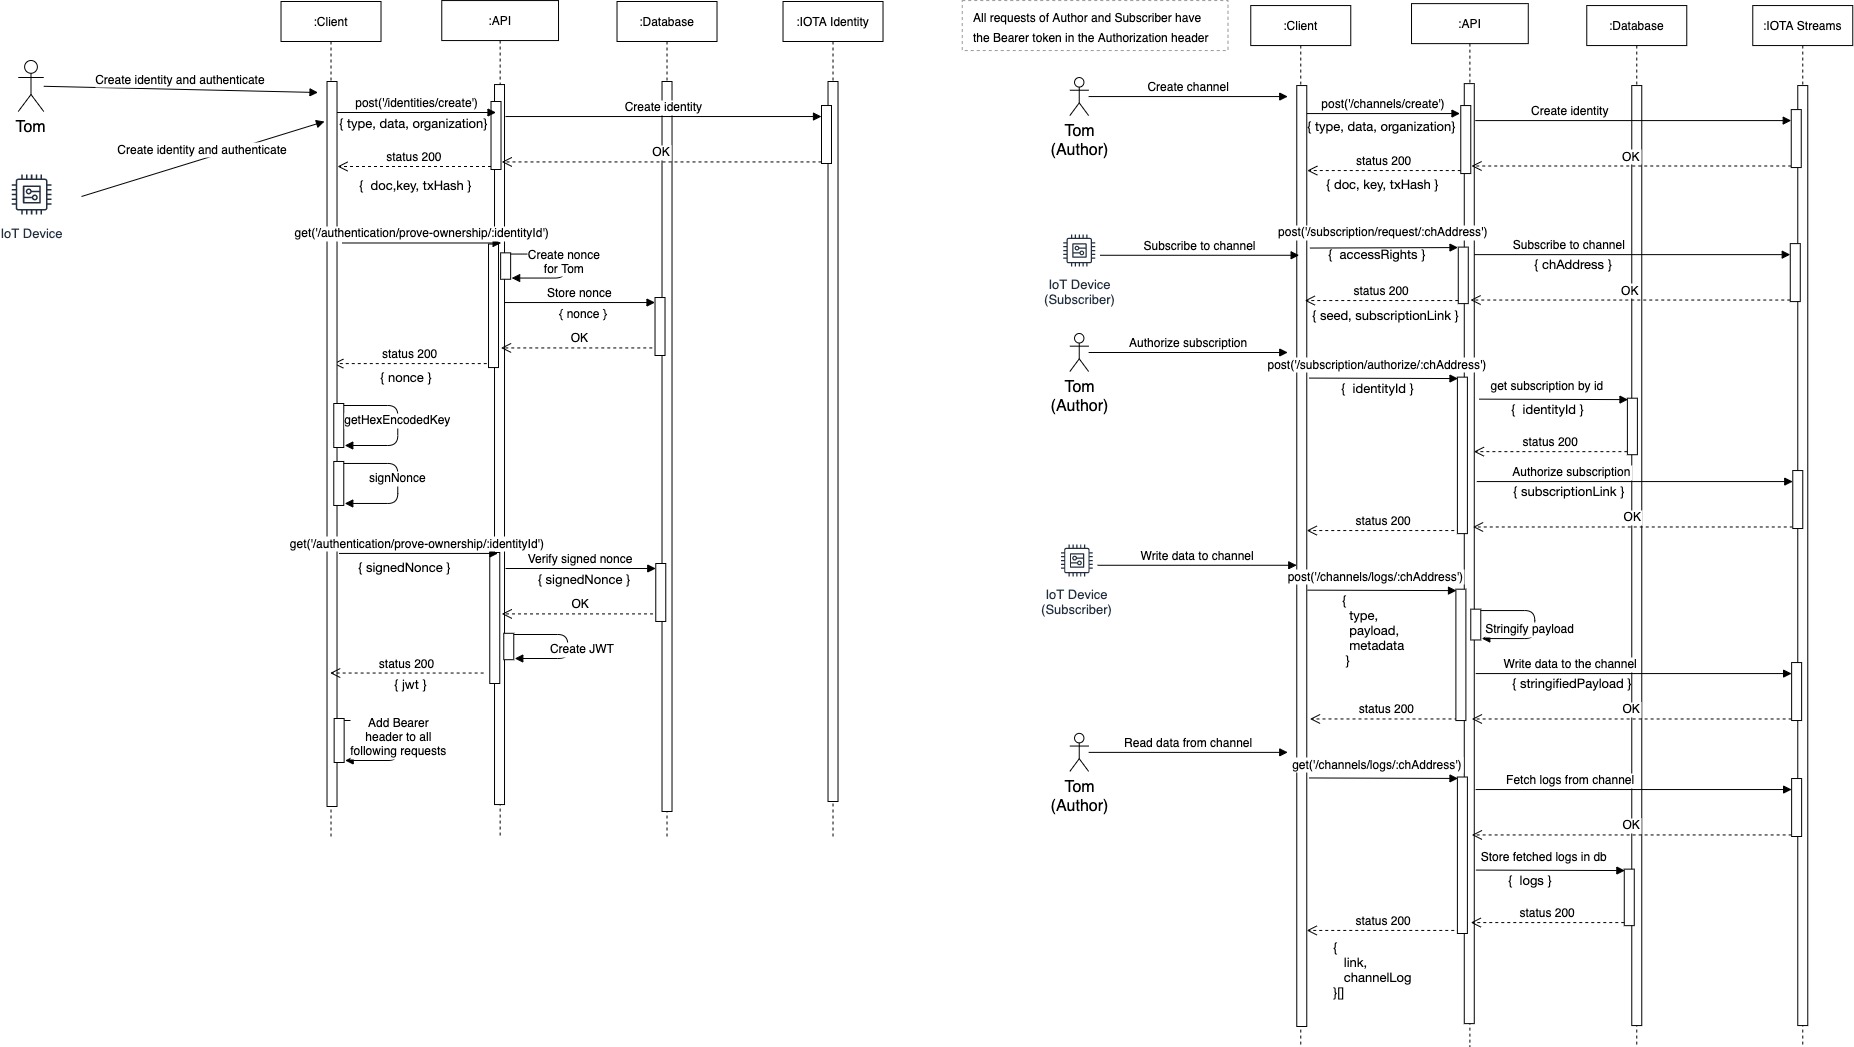 :Client
:API
:Database
:IOTA Identity
Create identity and authenticate
Tom
Create identity and authenticate
IoT Device
post('/identities/create')
{ type, data, organization}
Create identity
OK
status 200
{  doc,key, txHash }
get('/authentication/prove-ownership/:identityId')
Create nonce
for Tom
Store nonce
{ nonce }
OK
status 200
{ nonce }
getHexEncodedKey
signNonce
get('/authentication/prove-ownership/:identityId')
{ signedNonce }
Verify signed nonce
{ signedNonce }
OK
Create JWT
status 200
{ jwt }
Add Bearer
header to all
following requests
All requests of Author and Subscriber have
the Bearer token in the Authorization header
:Client
:API
:Database
:IOTA Streams
Create channel
Tom
(Author)
post('/channels/create')
{ type, data, organization}
Create identity
OK
status 200
{ doc, key, txHash }
Subscribe to channel
IoT Device
(Subscriber)
post('/subscription/request/:chAddress')
{  accessRights }
Subscribe to channel
{ chAddress }
OK
status 200
{ seed, subscriptionLink }
Authorize subscription
Tom
(Author)
post('/subscription/authorize/:chAddress')
{  identityId }
get subscription by id
{  identityId }
status 200
Authorize subscription
{ subscriptionLink }
OK
status 200
Write data to channel
IoT Device
(Subscriber)
post('/channels/logs/:chAddress')
{
type,
payload,
metadata
}
Stringify payload
Write data to the channel
{ stringifiedPayload }
OK
status 200
Read data from channel
Tom
(Author)
get('/channels/logs/:chAddress')
Fetch logs from channel
OK
Store fetched logs in db
{  logs }
status 200
status 200
{
link,
channelLog
}[]